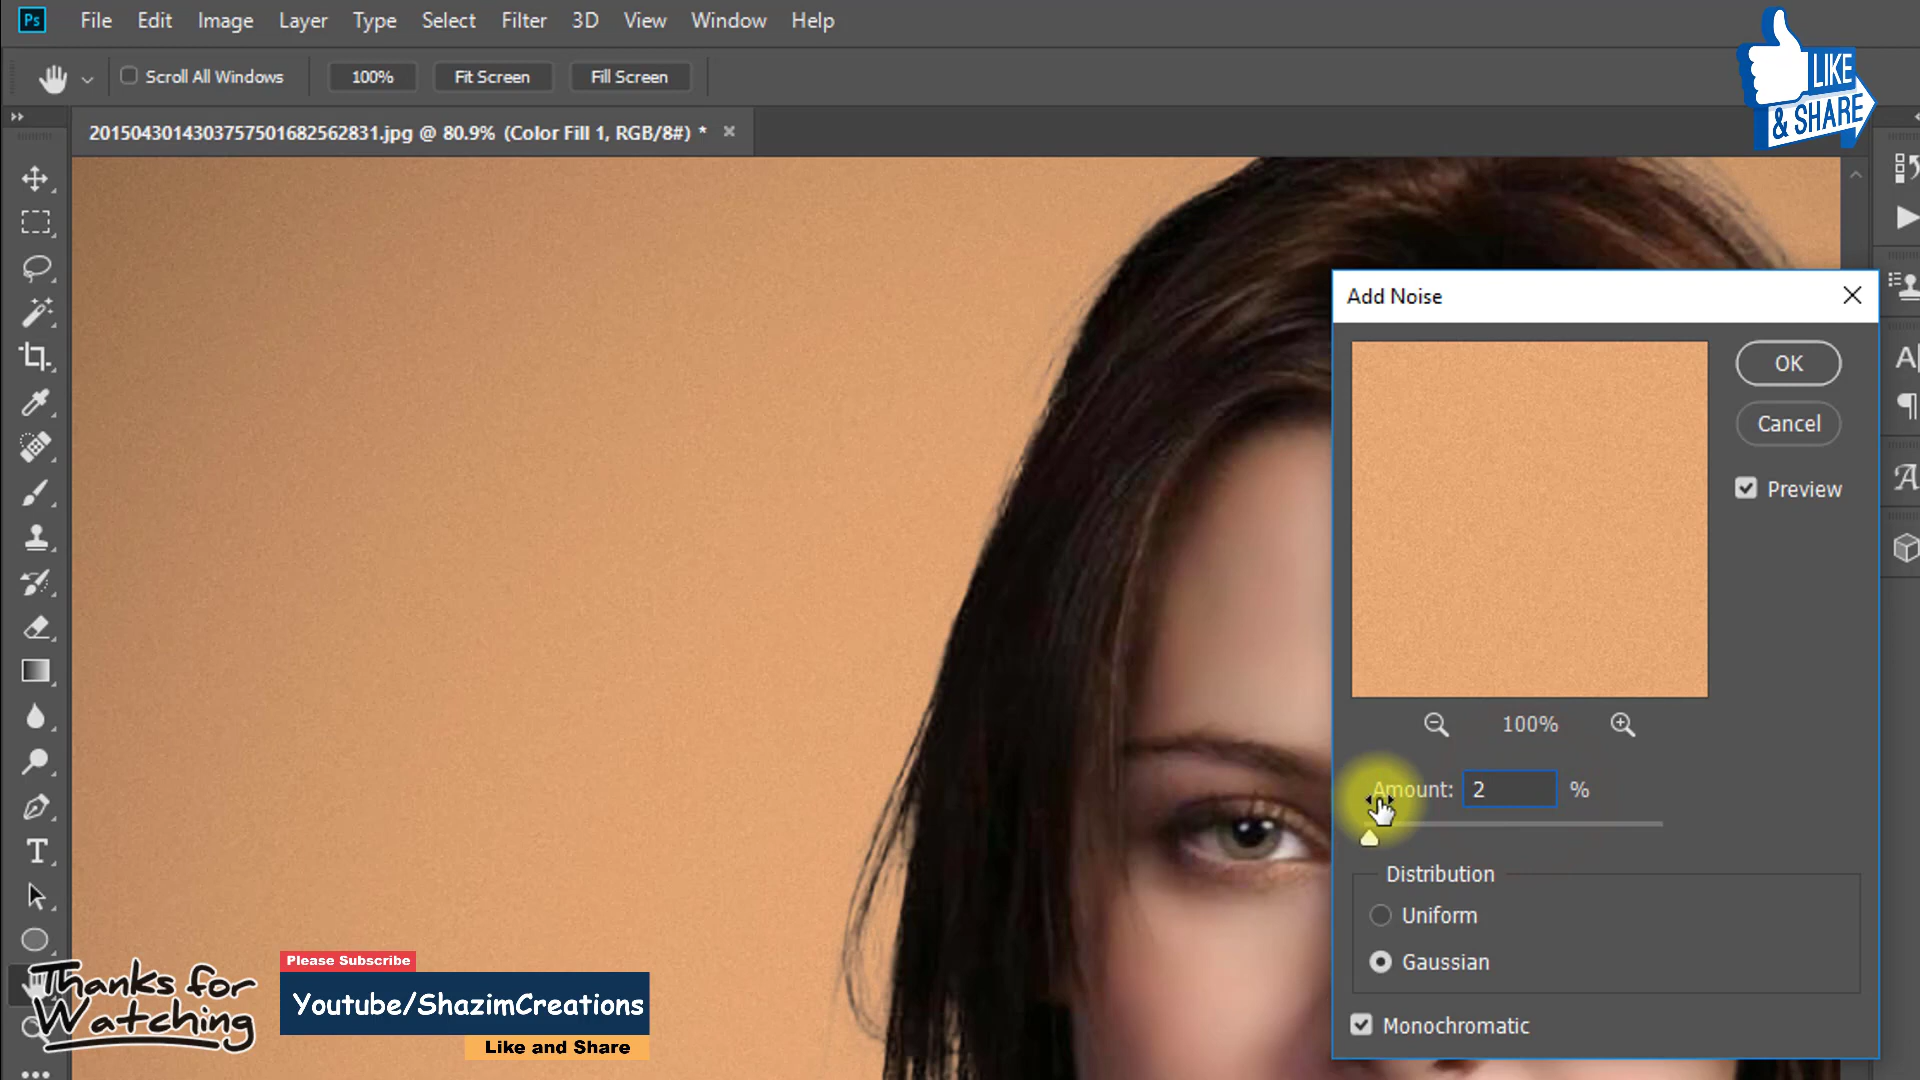 Ps File Edit Image Layer Type Select Filter 3D View Window Help
Scroll All Windows 100% Fit Screen Fill Screen
LIKE
& SHARE
20150430143037575016825628​31.jpg @ 80.9% (Color Fill 1, RGB/8#) *
Add Noise
OK
Cancel
Preview
100%
Amount: 2 %
Distribution
Uniform
Gaussian
Monochromatic
Thanks for
Watching
Please Subscribe
Youtube/ShazimCreations
Like and Share